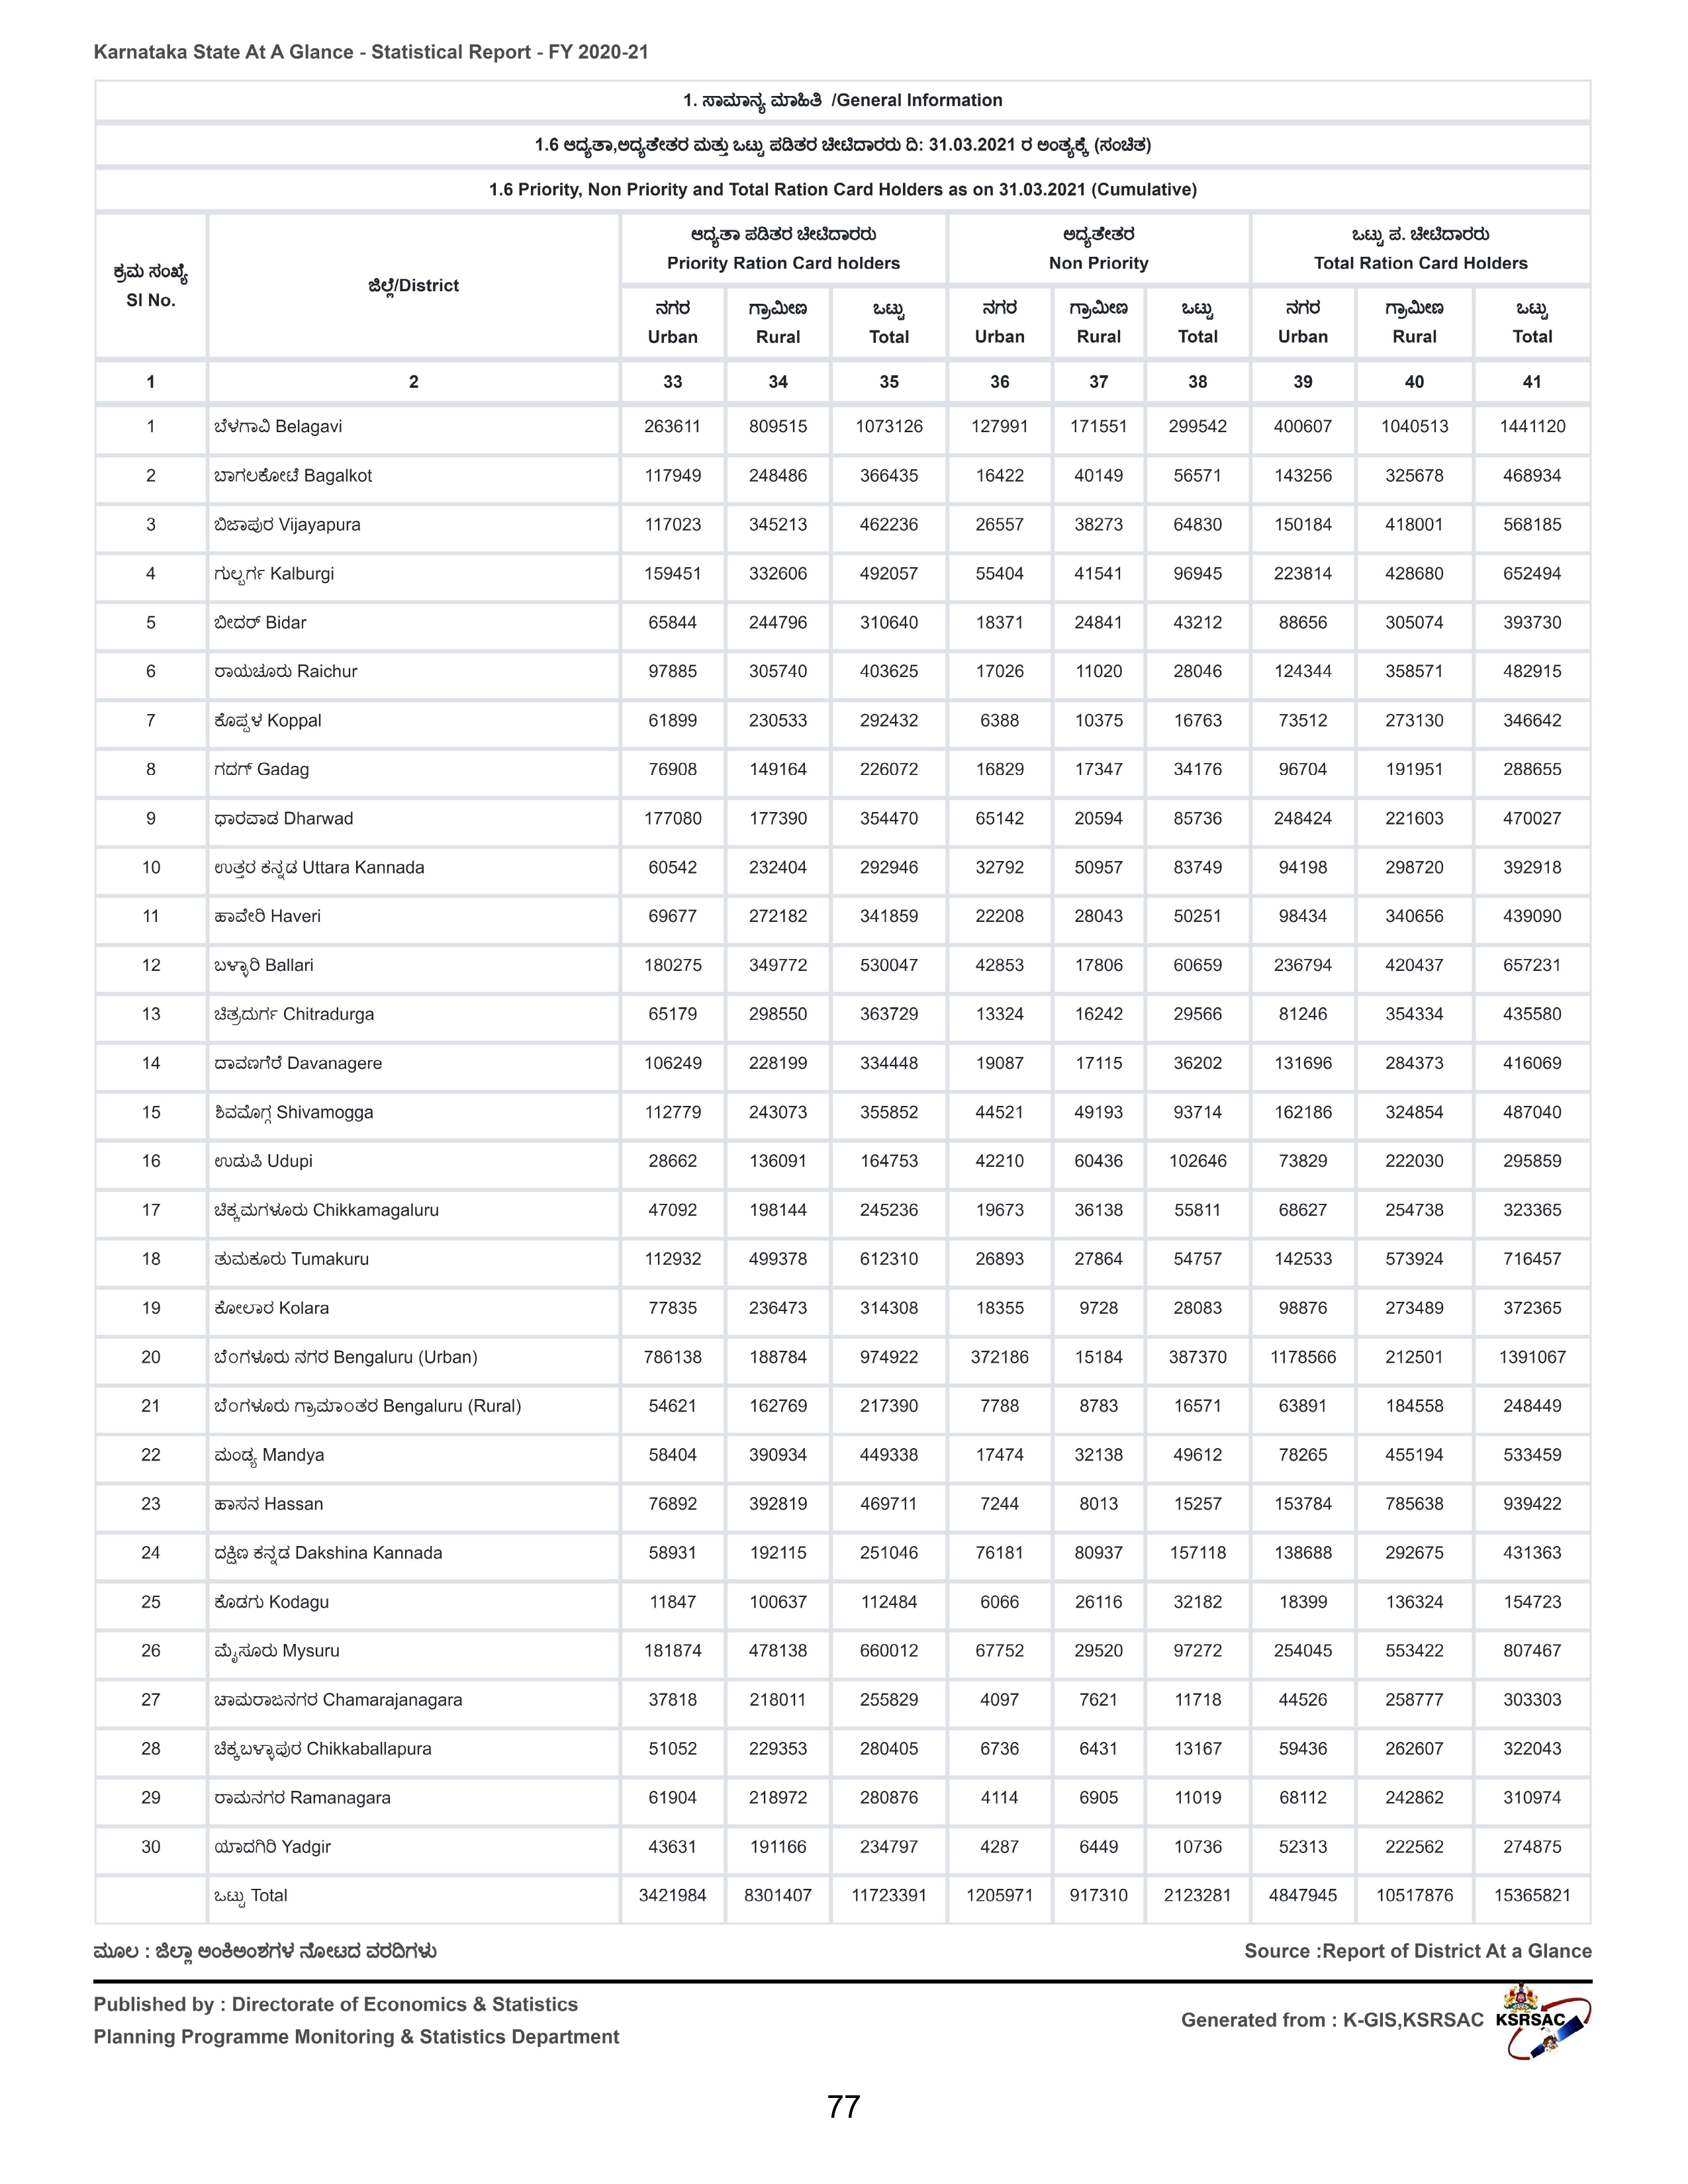 Karnataka State At A Glance - Statistical Report - FY 2020-21
1. ಸಾಮಾನ್ಯ ಮಾಹಿತಿ /General Information
1.6 ಆದ್ಯತಾ,ಅದ್ಯತೇತರ ಮತ್ತು ಒಟ್ಟು ಪಡಿತರ ಚೀಟಿದಾರರು ದಿ: 31.03.2021 ರ ಅಂತ್ಯಕ್ಕೆ (ಸಂಚಿತ)
1.6 Priority, Non Priority and Total Ration Card Holders as on 31.03.2021 (Cumulative)
ಕ್ರಮ ಸಂಖ್ಯೆ ಜಿಲ್ಲೆ/District ಆದ್ಯತಾ ಪಡಿತರ ಚೀಟಿದಾರರು ಅದ್ಯತೇತರ ಒಟ್ಟು ಪ. ಚೀಟಿದಾರರು
Sl No. Priority Ration Card holders Non Priority Total Ration Card Holders
ನಗರ ಗ್ರಾಮೀಣ ಒಟ್ಟು ನಗರ ಗ್ರಾಮೀಣ ಒಟ್ಟು ನಗರ ಗ್ರಾಮೀಣ ಒಟ್ಟು
Urban Rural Total Urban Rural Total Urban Rural Total
1 2 33 34 35 36 37 38 39 40 41
1 ಬೆಳಗಾವಿ Belagavi 263611 809515 1073126 127991 171551 299542 400607 1040513 1441120
2 ಬಾಗಲಕೋಟೆ Bagalkot 117949 248486 366435 16422 40149 56571 143256 325678 468934
3 ಬಿಜಾಪುರ Vijayapura 117023 345213 462236 26557 38273 64830 150184 418001 568185
4 ಗುಲ್ಬರ್ಗ Kalburgi 159451 332606 492057 55404 41541 96945 223814 428680 652494
5 ಬೀದರ್ Bidar 65844 244796 310640 18371 24841 43212 88656 305074 393730
6 ರಾಯಚೂರು Raichur 97885 305740 403625 17026 11020 28046 124344 358571 482915
7 ಕೊಪ್ಪಳ Koppal 61899 230533 292432 6388 10375 16763 73512 273130 346642
8 ಗದಗ್ Gadag 76908 149164 226072 16829 17347 34176 96704 191951 288655
9 ಧಾರವಾಡ Dharwad 177080 177390 354470 65142 20594 85736 248424 221603 470027
10 ಉತ್ತರ ಕನ್ನಡ Uttara Kannada 60542 232404 292946 32792 50957 83749 94198 298720 392918
11 ಹಾವೇರಿ Haveri 69677 272182 341859 22208 28043 50251 98434 340656 439090
12 ಬಳ್ಳಾರಿ Ballari 180275 349772 530047 42853 17806 60659 236794 420437 657231
13 ಚಿತ್ರದುರ್ಗ Chitradurga 65179 298550 363729 13324 16242 29566 81246 354334 435580
14 ದಾವಣಗೆರೆ Davanagere 106249 228199 334448 19087 17115 36202 131696 284373 416069
15 ಶಿವಮೊಗ್ಗ Shivamogga 112779 243073 355852 44521 49193 93714 162186 324854 487040
16 ಉಡುಪಿ Udupi 28662 136091 164753 42210 60436 102646 73829 222030 295859
17 ಚಿಕ್ಕಮಗಳೂರು Chikkamagaluru 47092 198144 245236 19673 36138 55811 68627 254738 323365
18 ತುಮಕೂರು Tumakuru 112932 499378 612310 26893 27864 54757 142533 573924 716457
19 ಕೋಲಾರ Kolara 77835 236473 314308 18355 9728 28083 98876 273489 372365
20 ಬೆಂಗಳೂರು ನಗರ Bengaluru (Urban) 786138 188784 974922 372186 15184 387370 1178566 212501 1391067
21 ಬೆಂಗಳೂರು ಗ್ರಾಮಾಂತರ Bengaluru (Rural) 54621 162769 217390 7788 8783 16571 63891 184558 248449
22 ಮಂಡ್ಯ Mandya 58404 390934 449338 17474 32138 49612 78265 455194 533459
23 ಹಾಸನ Hassan 76892 392819 469711 7244 8013 15257 153784 785638 939422
24 ದಕ್ಷಿಣ ಕನ್ನಡ Dakshina Kannada 58931 192115 251046 76181 80937 157118 138688 292675 431363
25 ಕೊಡಗು Kodagu 11847 100637 112484 6066 26116 32182 18399 136324 154723
26 ಮೈಸೂರು Mysuru 181874 478138 660012 67752 29520 97272 254045 553422 807467
27 ಚಾಮರಾಜನಗರ Chamarajanagara 37818 218011 255829 4097 7621 11718 44526 258777 303303
28 ಚಿಕ್ಕಬಳ್ಳಾಪುರ Chikkaballapura 51052 229353 280405 6736 6431 13167 59436 262607 322043
29 ರಾಮನಗರ Ramanagara 61904 218972 280876 4114 6905 11019 68112 242862 310974
30 ಯಾದಗಿರಿ Yadgir 43631 191166 234797 4287 6449 10736 52313 222562 274875
ಒಟ್ಟು Total 3421984 8301407 11723391 1205971 917310 2123281 4847945 10517876 15365821
ಮೂಲ : ಜಿಲ್ಲಾ ಅಂಕಿಅಂಶಗಳ ನೋಟದ ವರದಿಗಳು Source :Report of District At a Glance
Published by : Directorate of Economics & Statistics
Planning Programme Monitoring & Statistics Department
Generated from : K-GIS,KSRSAC KSRSAC
77